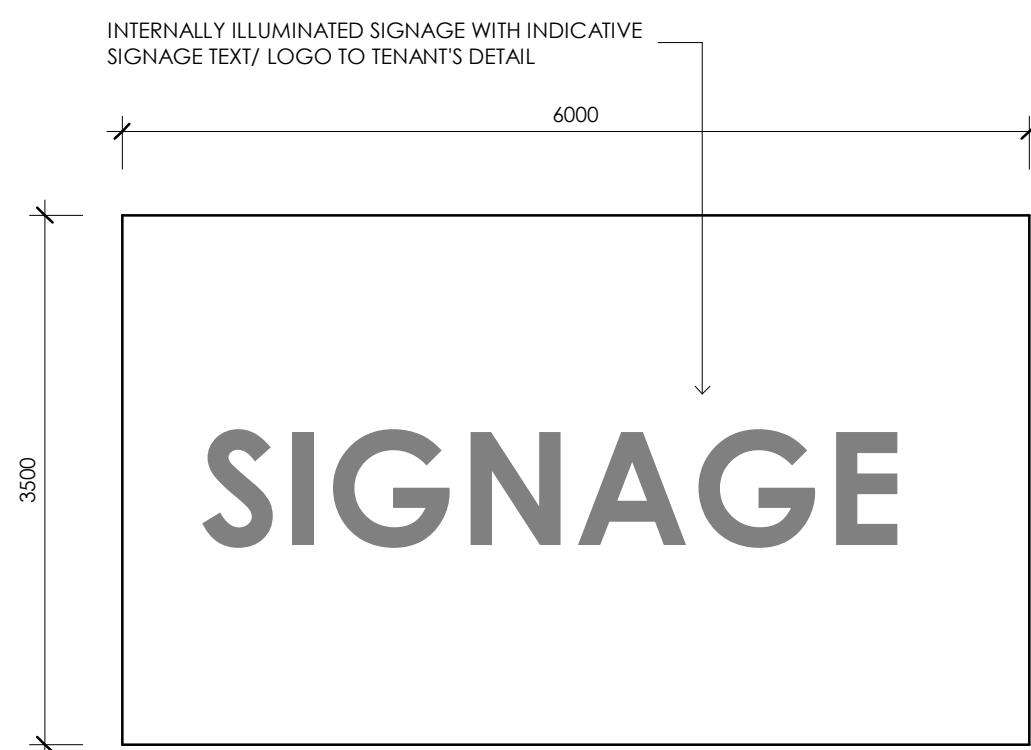 INTERNALLY ILLUMINATED SIGNAGE WITH INDICATIVE
SIGNAGE TEXT/ LOGO TO TENANT'S DETAIL
6000
3500
SIGNAGE